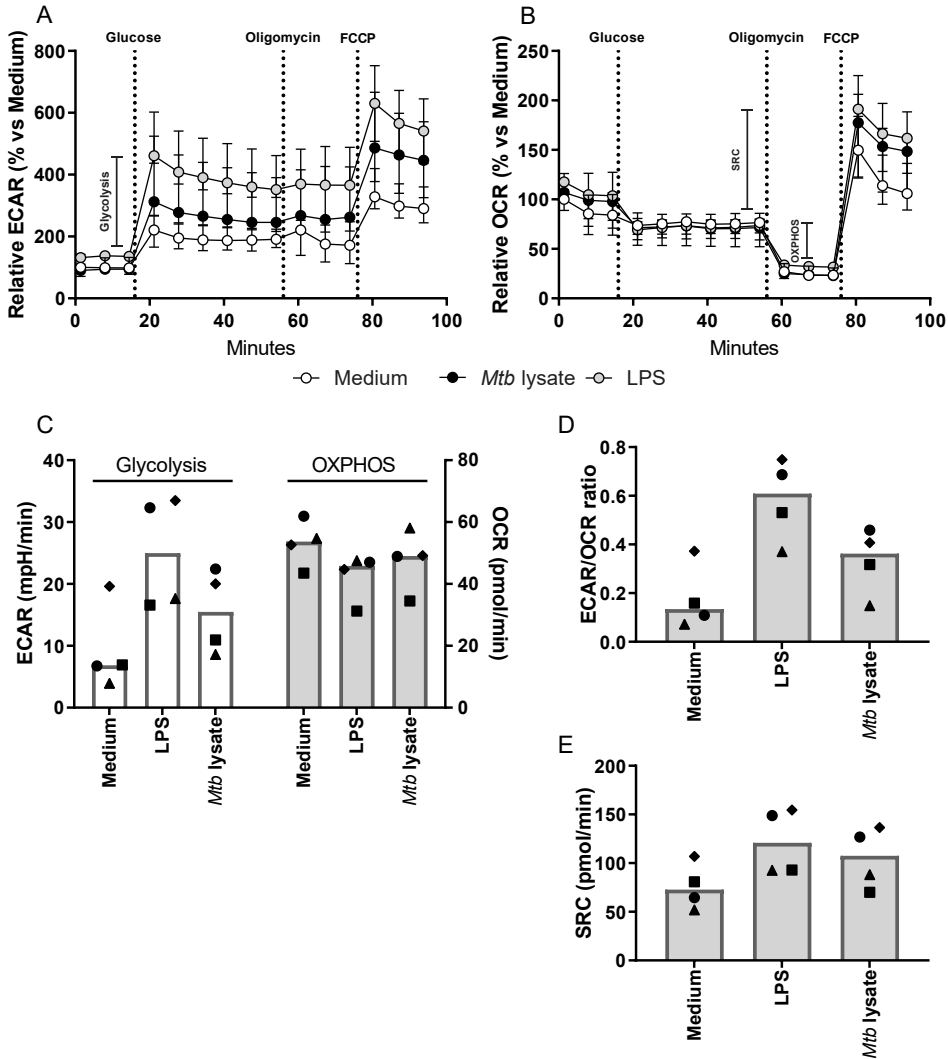 A
Glucose
Oligomycin
FCCP
Relative ECAR (% vs Medium)
800
600
400
200
0
Glycolysis
0
20
40
60
80
100
Minutes
B
Glucose
Oligomycin
FCCP
Relative OCR (% vs Medium)
250
200
150
100
50
0
SRC
OXPHOS
0
20
40
60
80
100
Minutes
Medium
Mtb lysate
LPS
C
Glycolysis
OXPHOS
ECAR (mpH/min)
40
30
20
10
0
80
60
40
20
0
OCR (pmol/min)
Medium
LPS
Mtb lysate
Medium
LPS
Mtb lysate
D
ECAR/OCR ratio
0.8
0.6
0.4
0.2
0.0
Medium
LPS
Mtb lysate
E
SRC (pmol/min)
200
150
100
50
0
Medium
LPS
Mtb lysate